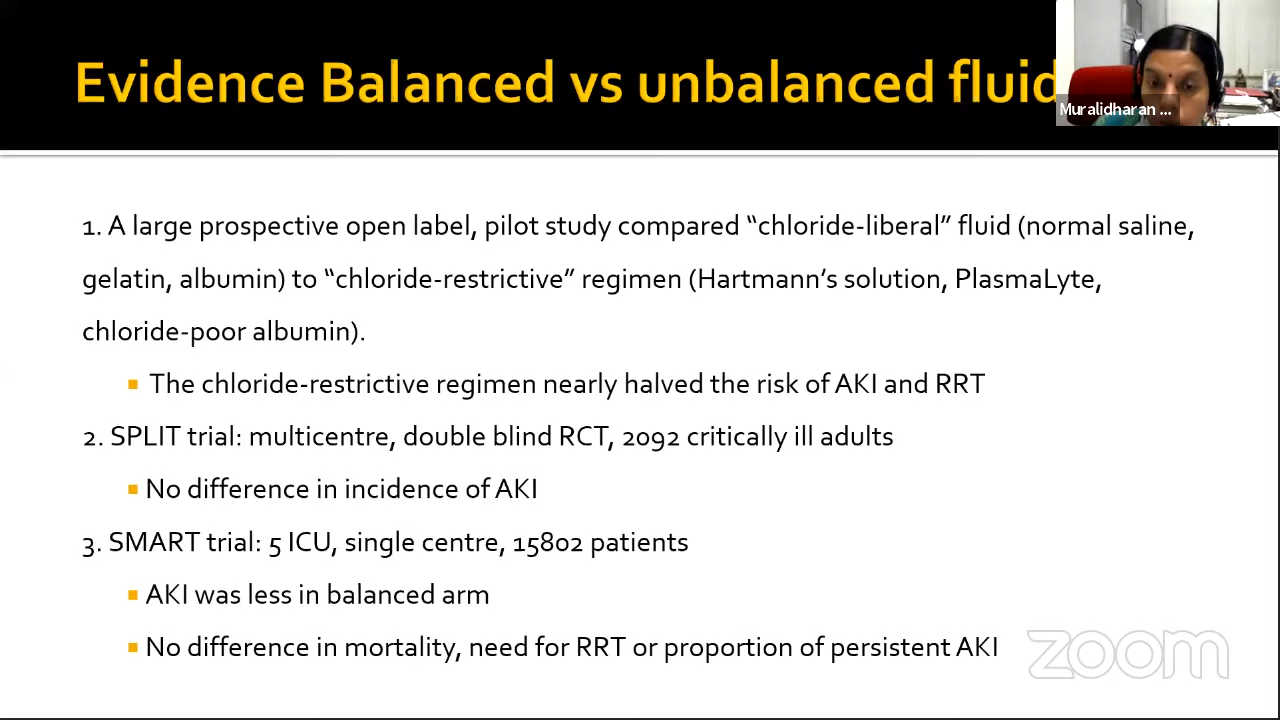 Evidence Balanced vs unbalanced fluid
Muralidharan ...
1. A large prospective open label, pilot study compared “chloride-liberal” fluid (normal saline,
gelatin, albumin) to “chloride-restrictive” regimen (Hartmann’s solution, PlasmaLyte,
chloride-poor albumin).
The chloride-restrictive regimen nearly halved the risk of AKI and RRT
2. SPLIT trial: multicentre, double blind RCT, 2092 critically ill adults
No difference in incidence of AKI
3. SMART trial: 5 ICU, single centre, 15802 patients
AKI was less in balanced arm
No difference in mortality, need for RRT or proportion of persistent AKI
zoom